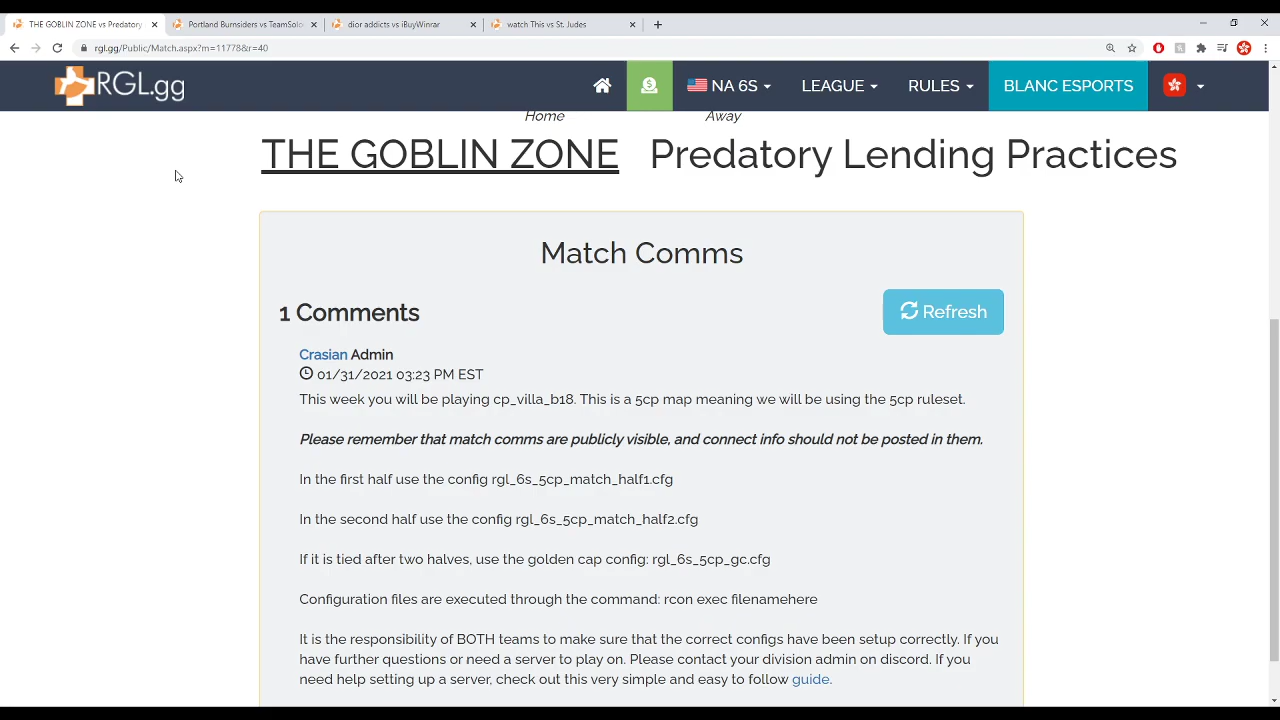 THE GOBLIN ZONE vs Predatory
Portland Burnsiders vs TeamSolo
dior addicts vs iBuyWinrar
watch This vs St. Judes
rgl.gg/Public/Match.aspx?m=11778&r=40
RGL.gg
NA 6S
LEAGUE
RULES
BLANC ESPORTS
Home
Away
THE GOBLIN ZONE
Predatory Lending Practices
Match Comms
1 Comments
Refresh
Crasian Admin
01/31/2021 03:23 PM EST
This week you will be playing cp_villa_b18. This is a 5cp map meaning we will be using the 5cp ruleset.
Please remember that match comms are publicly visible, and connect info should not be posted in them.
In the first half use the config rgl_6s_5cp_match_half1.cfg
In the second half use the config rgl_6s_5cp_match_half2.cfg
If it is tied after two halves, use the golden cap config: rgl_6s_5cp_gc.cfg
Configuration files are executed through the command: rcon exec filenamehere
It is the responsibility of BOTH teams to make sure that the correct configs have been setup correctly. If you
have further questions or need a server to play on. Please contact your division admin on discord. If you
need help setting up a server, check out this very simple and easy to follow guide.